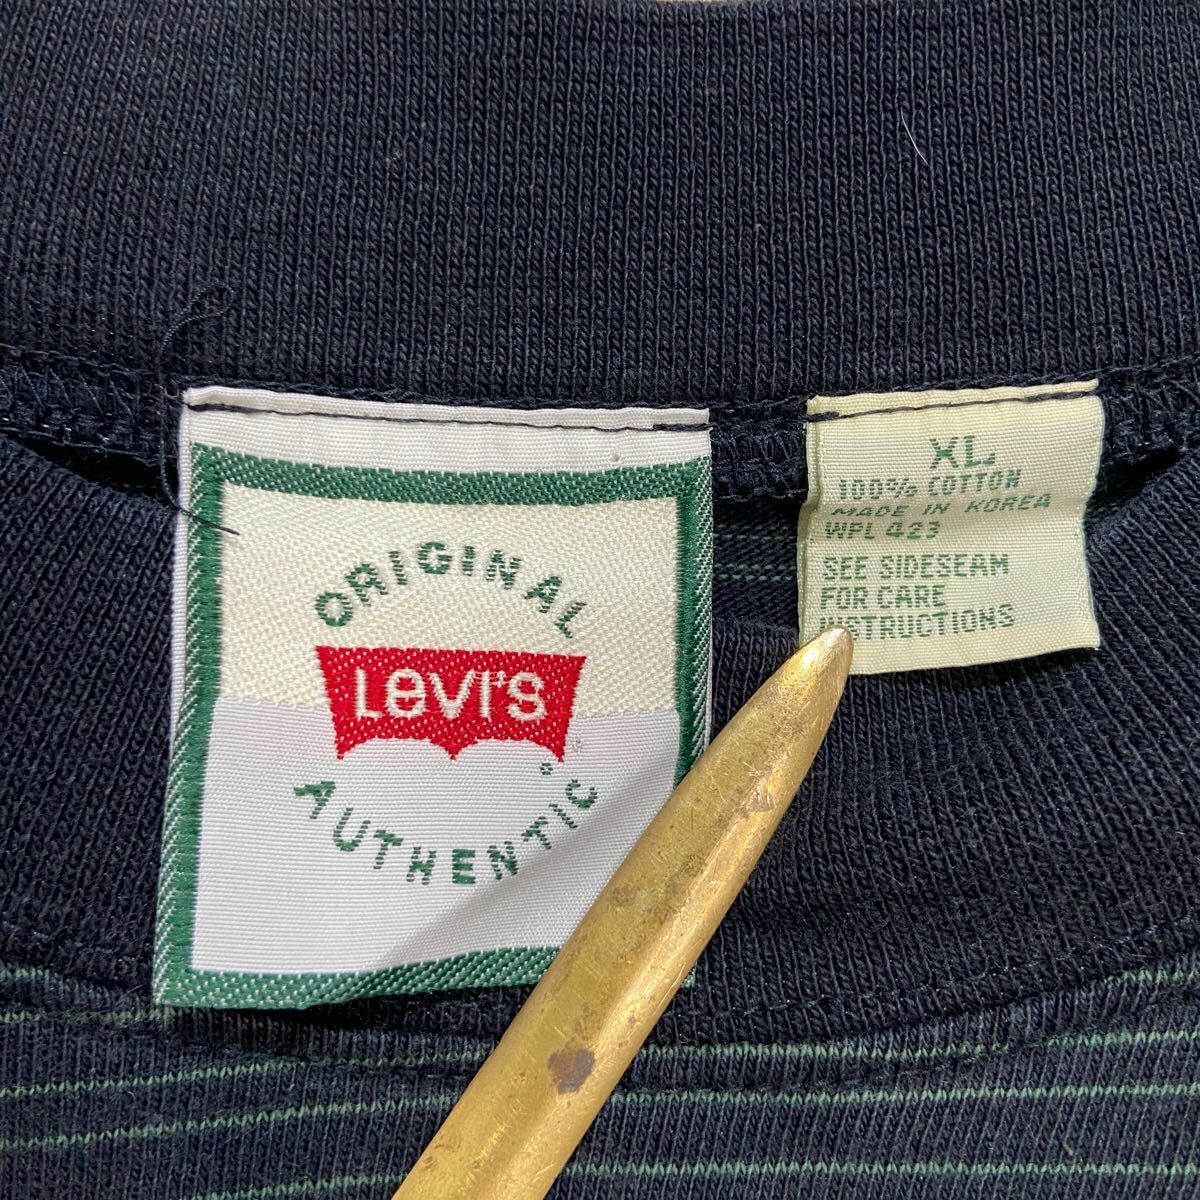 ORIGINAL
Levi's
AUTHENTIC
XL
100% COTTON
MADE IN KOREA
WPL 423
SEE SIDESEAM
FOR CARE
INSTRUCTIONS